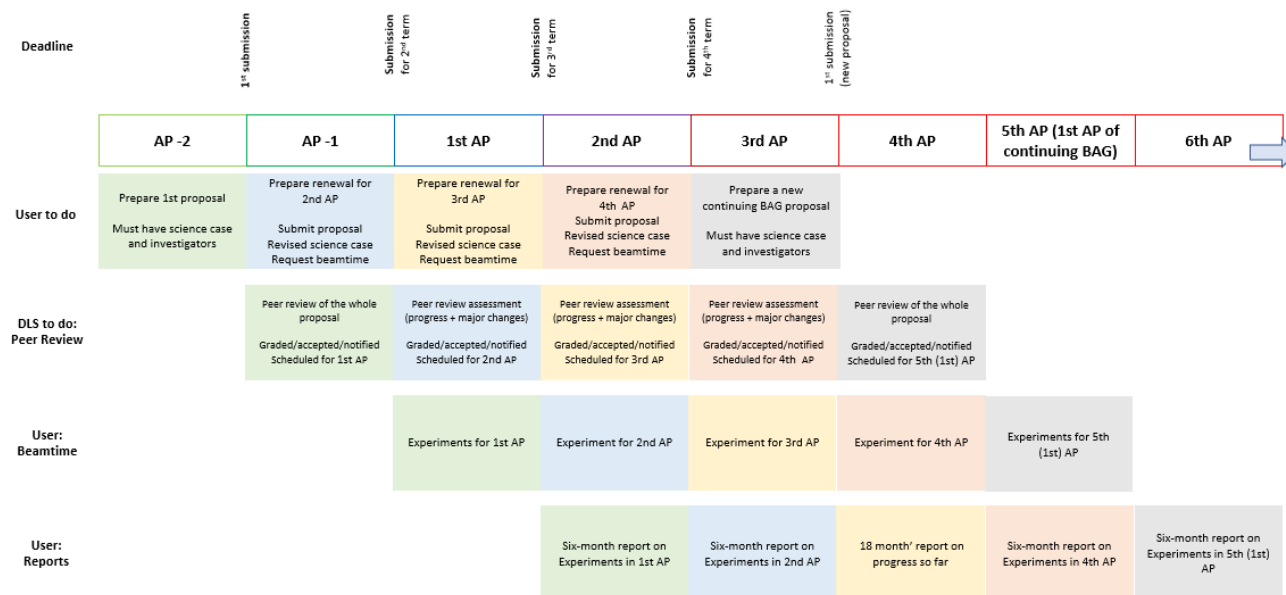 Deadline
1st submission
Submission
for 2nd term
Submission
for 3rd term
Submission
for 4th term
1st submission
(new proposal)
AP -2
AP -1
1st AP
2nd AP
3rd AP
4th AP
5th AP (1st AP of
continuing BAG)
6th AP
User to do
Prepare 1st proposal
Must have science case
and investigators
Prepare renewal for
2nd AP
Submit proposal
Revised science case
Request beamtime
Prepare renewal for
3rd AP
Submit proposal
Revised science case
Request beamtime
Prepare renewal for
4th AP
Submit proposal
Revised science case
Request beamtime
Prepare a new
continuing BAG proposal
Must have science case
and investigators
DLS to do:
Peer Review
Peer review of the whole
proposal
Graded/accepted/notified
Scheduled for 1st AP
Peer review assessment
(progress + major changes)
Graded/accepted/notified
Scheduled for 2nd AP
Peer review assessment
(progress + major changes)
Graded/accepted/notified
Scheduled for 3rd AP
Peer review assessment
(progress + major changes)
Graded/accepted/notified
Scheduled for 4th AP
Peer review of the whole
proposal
Graded/accepted/notified
Scheduled for 5th (1st) AP
User:
Beamtime
Experiments for 1st AP
Experiment for 2nd AP
Experiment for 3rd AP
Experiment for 4th AP
Experiments for 5th
(1st) AP
User:
Reports
Six-month report on
Experiments in 1st AP
Six-month report on
Experiments in 2nd AP
18 month' report on
progress so far
Six-month report on
Experiments in 4th AP
Six-month report on
Experiments in 5th (1st)
AP